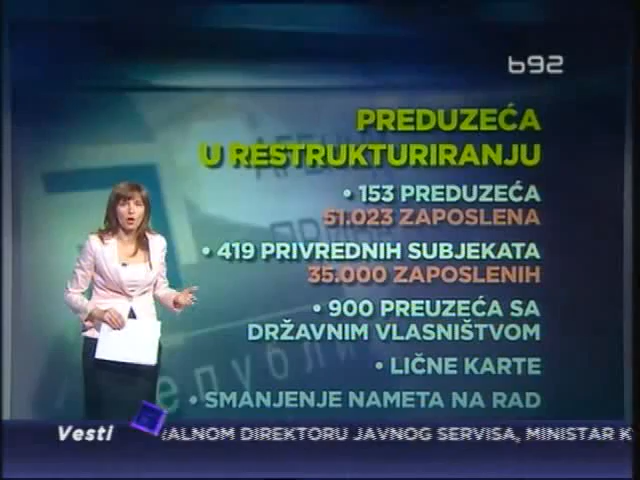 b92
PREDUZEĆA
U RESTRUKTURIRANJU
• 153 PREDUZEĆA
51.023 ZAPOSLENA
• 419 PRIVREDNIH SUBJEKATA
35.000 ZAPOSLENIH
• 900 PREUZEĆA SA
DRŽAVNIM VLASNIŠTVOM
• LIČNE KARTE
• SMANJENJE NAMETA NA RAD
Vesti
ALNOM DIREKTORU JAVNOG SERVISA, MINISTAR K